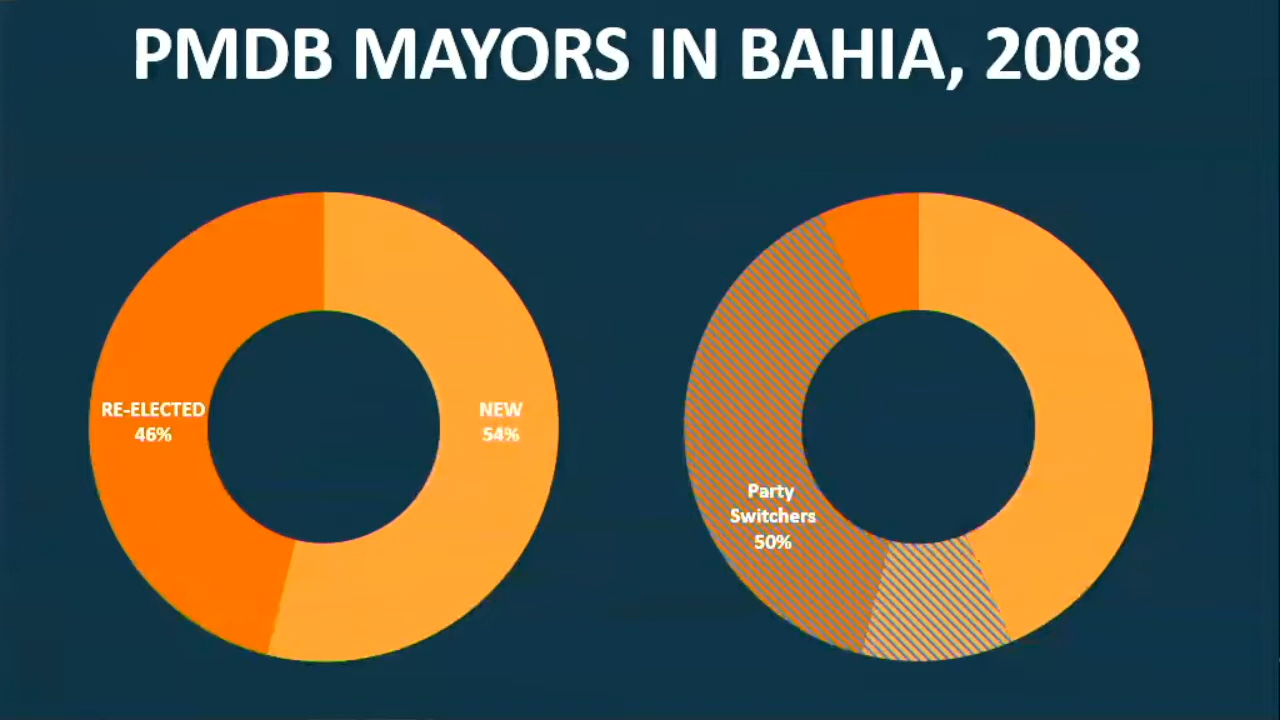 PMDB MAYORS IN BAHIA, 2008
RE-ELECTED
46%
NEW
54%
Party
Switchers
50%